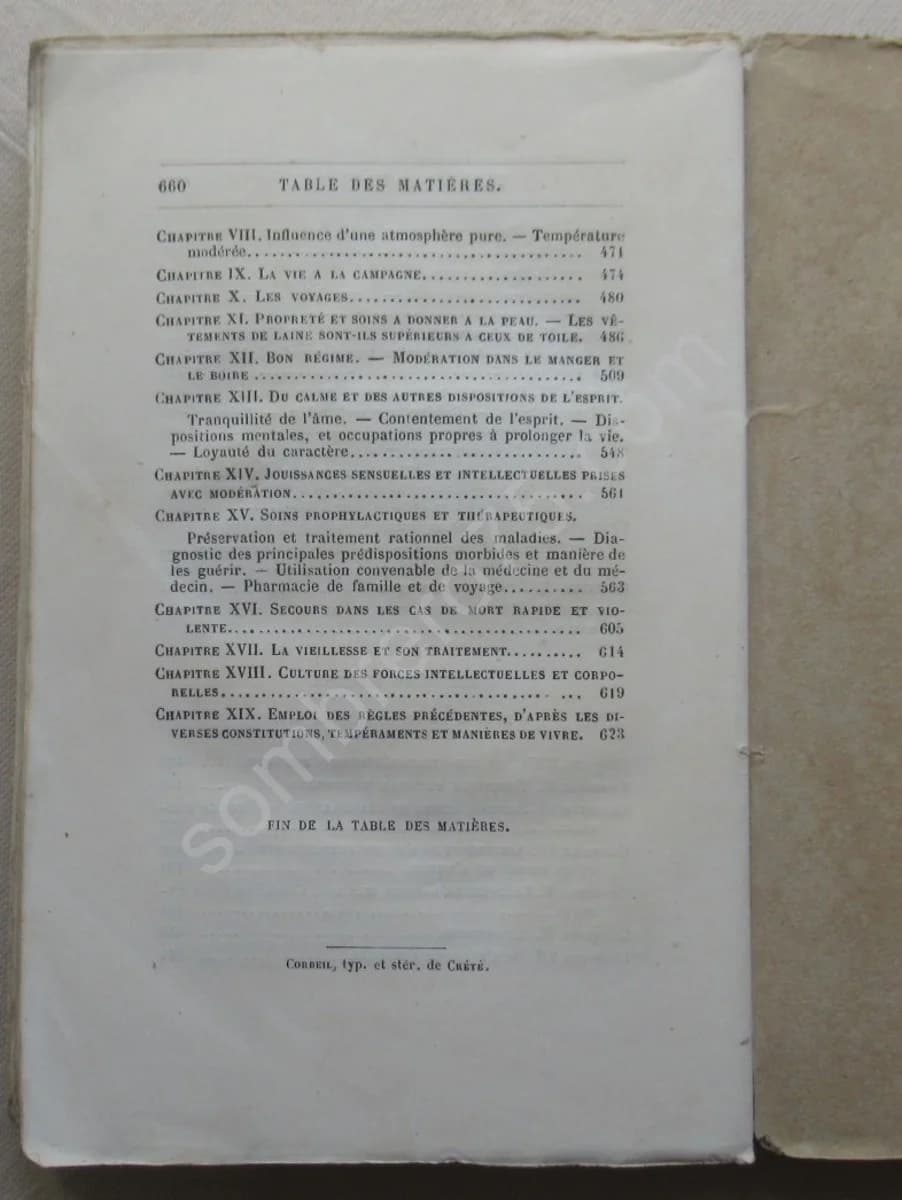 660 TABLE DES MATIÈRES.
CHAPITRE VIII. Influence d'une atmosphère pure. — Température
modérée................................................ 471
CHAPITRE IX. LA VIE A LA CAMPAGNE.................... 474
CHAPITRE X. LES VOYAGES............................. 480
CHAPITRE XI. PROPRETÉ ET SOINS A DONNER A LA PEAU. — LES VÊ-
TEMENTS DE LAINE SONT-ILS SUPÉRIEURS A CEUX DE TOILE. 486
CHAPITRE XII. BON RÉGIME. — MODÉRATION DANS LE MANGER ET
LE BOIRE ........................................ 509
CHAPITRE XIII. DU CALME ET DES AUTRES DISPOSITIONS DE L'ESPRIT.
Tranquillité de l'âme. — Contentement de l'esprit. — Dis-
positions mentales, et occupations propres à prolonger la vie.
— Loyauté du caractère............................ 548
CHAPITRE XIV. JOUISSANCES SENSUELLES ET INTELLECTUELLES PRISES
AVEC MODÉRATION................................... 561
CHAPITRE XV. SOINS PROPHYLACTIQUES ET THÉRAPEUTIQUES.
Préservation et traitement rationnel des maladies. — Dia-
gnostic des principales prédispositions morbides et manière de
les guérir. — Utilisation convenable de la médecine et du mé-
decin. — Pharmacie de famille et de voyage.......... 563
CHAPITRE XVI. SECOURS DANS LES CAS DE MORT RAPIDE ET VIO-
LENTE............................................. 605
CHAPITRE XVII. LA VIEILLESSE ET SON TRAITEMENT.......... 614
CHAPITRE XVIII. CULTURE DES FORCES INTELLECTUELLES ET CORPO-
RELLES....................................... ... 619
CHAPITRE XIX. EMPLOI DES RÈGLES PRÉCÉDENTES, D'APRÈS LES DI-
VERSES CONSTITUTIONS, TEMPÉRAMENTS ET MANIÈRES DE VIVRE. 623
FIN DE LA TABLE DES MATIÈRES.
CORBEIL, typ. et stér. de CRÉTÉ.